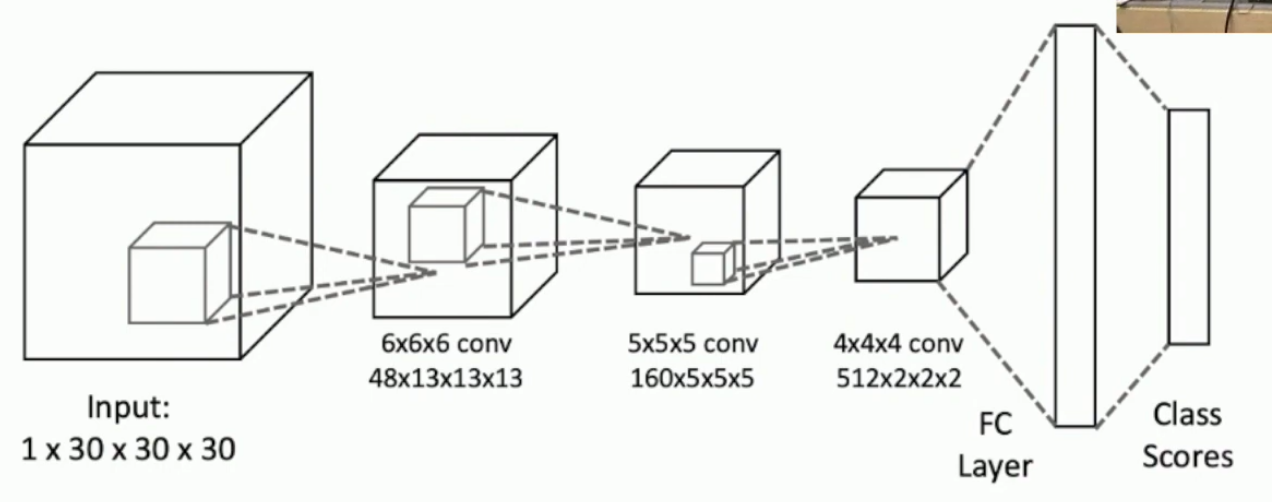 Input:
1 x 30 x 30 x 30
6x6x6 conv
48x13x13x13
5x5x5 conv
160x5x5x5
4x4x4 conv
512x2x2x2
FC
Layer
Class
Scores